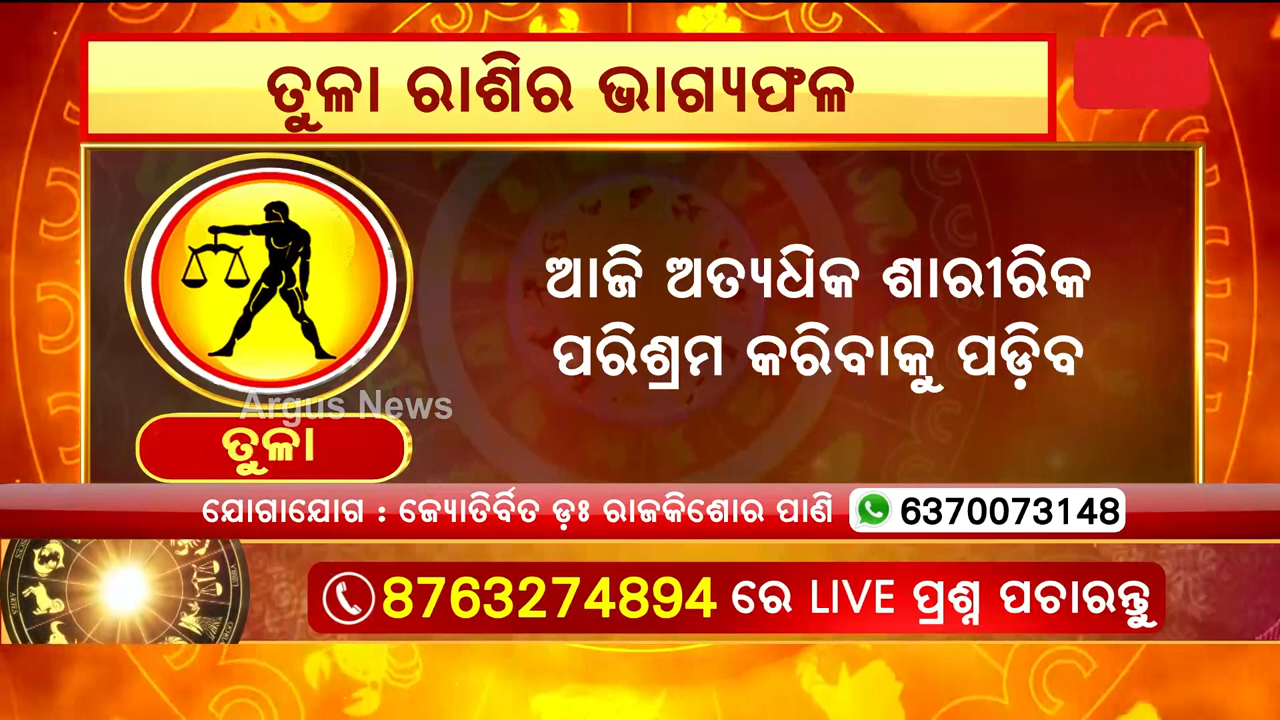 ତୁଳା ରାଶିର ଭାଗ୍ୟଫଳ
ଆଜି ଅତ୍ୟଧିକ ଶାରୀରିକ
ପରିଶ୍ରମ କରିବାକୁ ପଡ଼ିବ
Argus News
ତୁଳା
ଯୋଗାଯୋଗ : ଜ୍ୟୋତିର୍ବିତ ଡ଼ଃ ରାଜକିଶୋର ପାଣି 6370073148
8763274894 ରେ LIVE ପ୍ରଶ୍ନ ପଚାରନ୍ତୁ